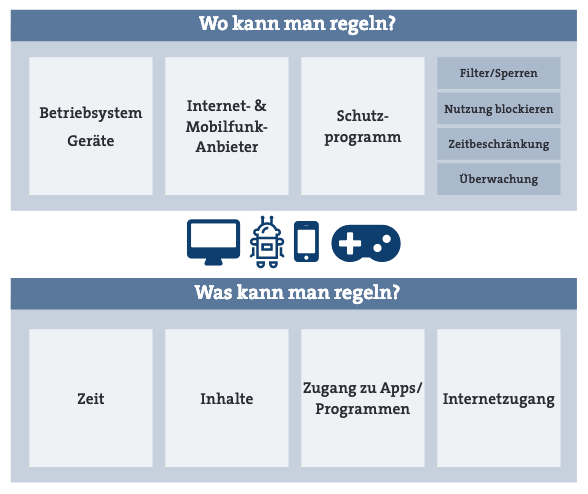 Wo kann man regeln?
Betriebsystem
Geräte
Internet- &
Mobilfunk-
Anbieter
Schutz-
programm
Filter/Sperren
Nutzung blockieren
Zeitbeschränkung
Überwachung
Was kann man regeln?
Zeit
Inhalte
Zugang zu Apps/
Programmen
Internetzugang